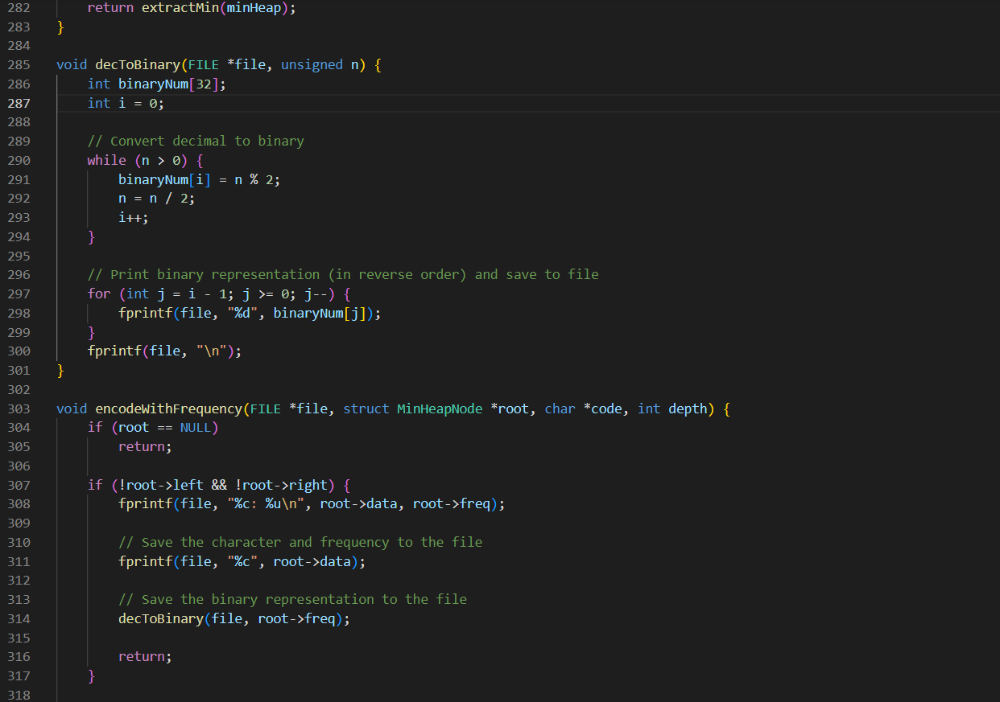 282 return extractMin(minHeap);
283 }
284
285 void decToBinary(FILE *file, unsigned n) {
286 int binaryNum[32];
287 int i = 0;
288
289 // Convert decimal to binary
290 while (n > 0) {
291 binaryNum[i] = n % 2;
292 n = n / 2;
293 i++;
294 }
295
296 // Print binary representation (in reverse order) and save to file
297 for (int j = i - 1; j >= 0; j--) {
298 fprintf(file, "%d", binaryNum[j]);
299 }
300 fprintf(file, "\n");
301 }
302
303 void encodeWithFrequency(FILE *file, struct MinHeapNode *root, char *code, int depth) {
304 if (root == NULL)
305 return;
306
307 if (!root->left && !root->right) {
308 fprintf(file, "%c: %u\n", root->data, root->freq);
309
310 // Save the character and frequency to the file
311 fprintf(file, "%c", root->data);
312
313 // Save the binary representation to the file
314 decToBinary(file, root->freq);
315
316 return;
317 }
318